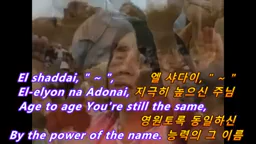 El shaddai, " ~ ", 엘 샤다이, " ~ "
El-elyon na Adonai, 지극히 높으신 주님
Age to age You're still the same,
영원토록 동일하신
By the power of the name. 능력의 그 이름